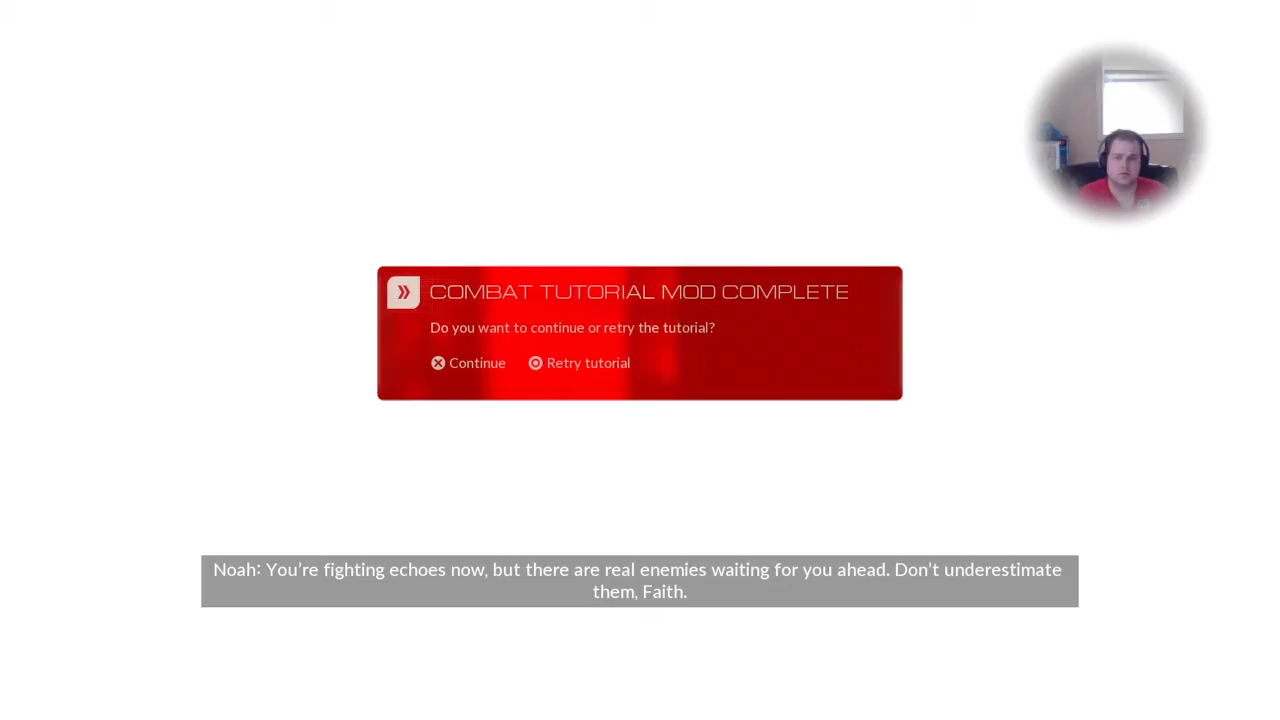 COMBAT TUTORIAL MOD COMPLETE
Do you want to continue or retry the tutorial?
Continue Retry tutorial
Noah: You're fighting echoes now, but there are real enemies waiting for you ahead. Don't underestimate
them, Faith.